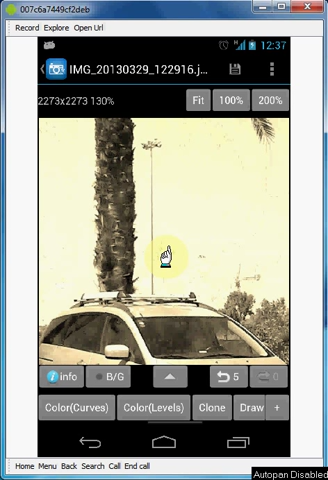 007c6a7449cf2deb
Record Explore Open Url
12:37
IMG_20130329_122916.j...
2273x2273 130%
Fit 100% 200%
info B/G 5 0
Color(Curves) Color(Levels) Clone Draw +
Home Menu Back Search Call End call
Autopan Disabled